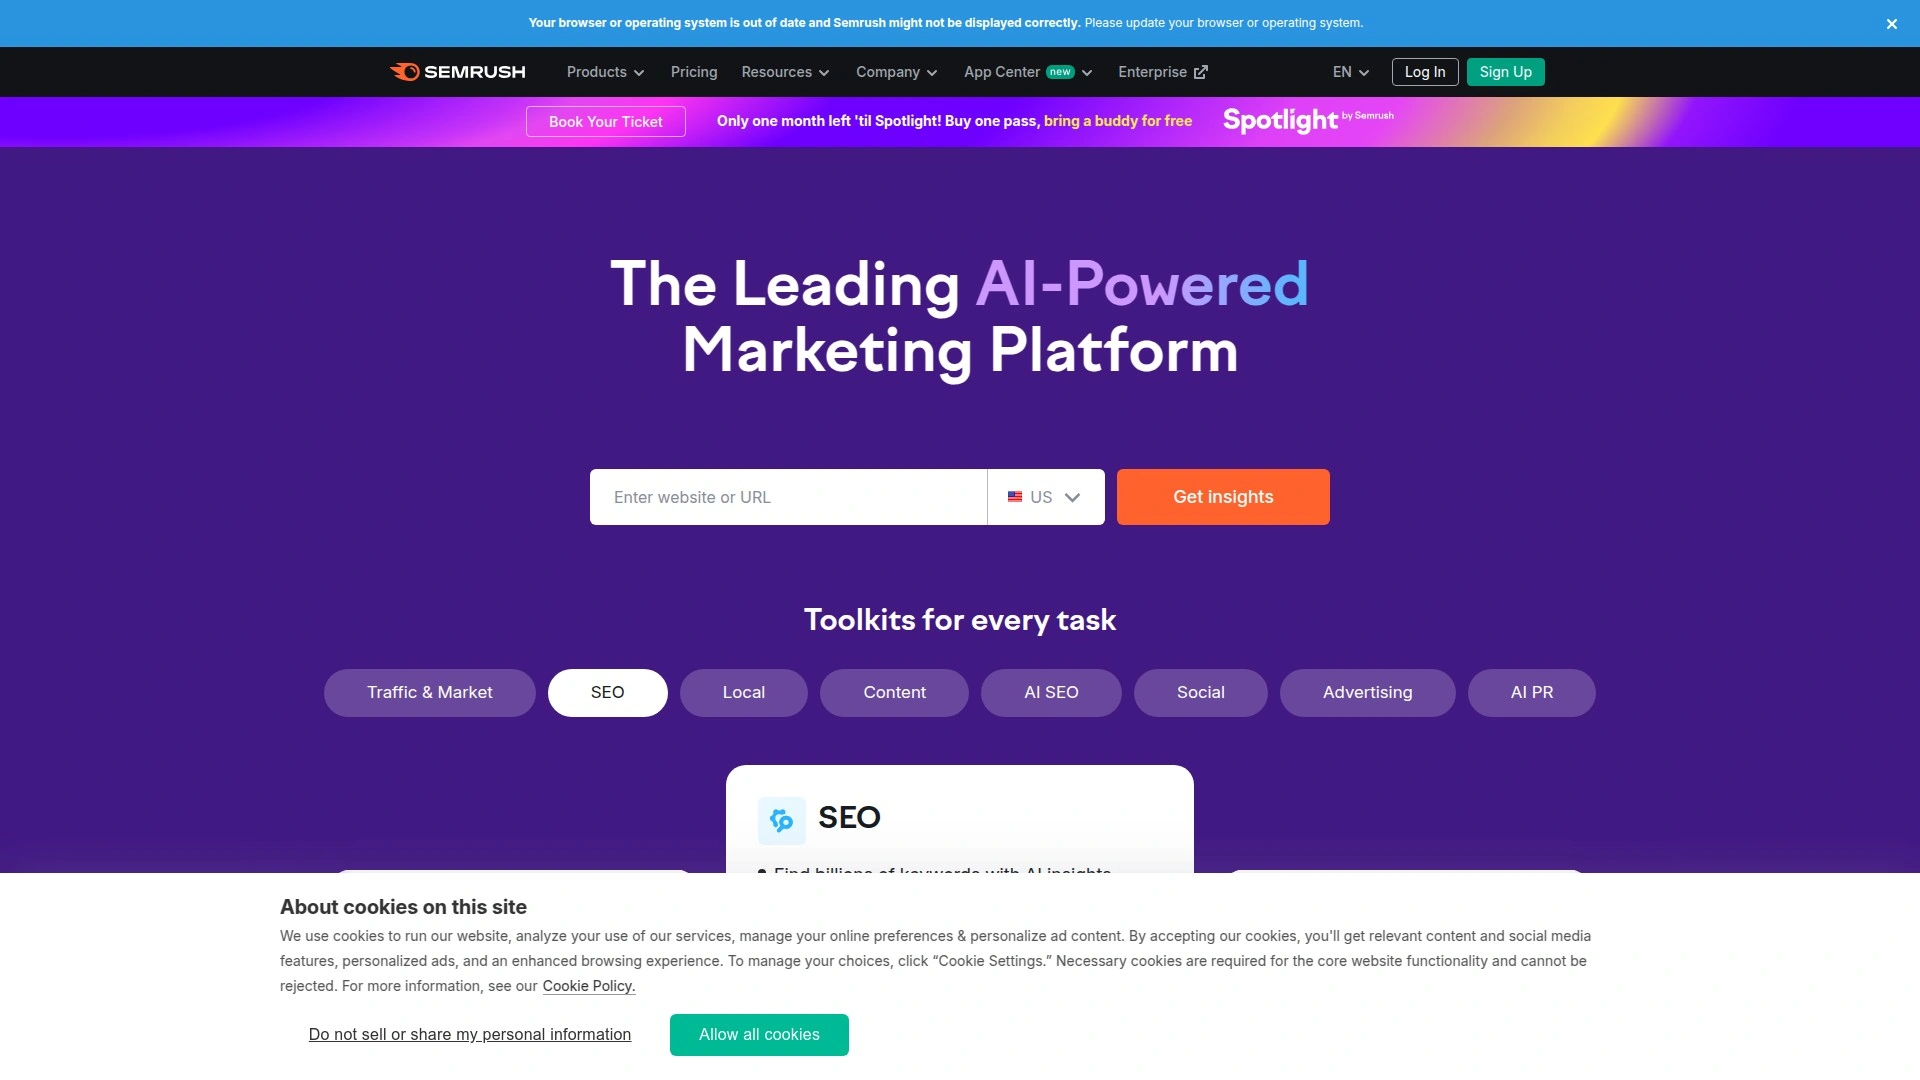 Your browser or operating system is out of date and Semrush might not be displayed correctly. Please update your browser or operating system.
SEMRUSH Products Pricing Resources Company App Center new Enterprise EN Log In Sign Up
Book Your Ticket Only one month left 'til Spotlight! Buy one pass, bring a buddy for free Spotlight by Semrush
The Leading AI-Powered
Marketing Platform
Enter website or URL US Get insights
Toolkits for every task
Traffic & Market SEO Local Content AI SEO Social Advertising AI PR
SEO
Find billions of keywords with AI insights
About cookies on this site
We use cookies to run our website, analyze your use of our services, manage your online preferences & personalize ad content. By accepting our cookies, you'll get relevant content and social media
features, personalized ads, and an enhanced browsing experience. To manage your choices, click “Cookie Settings.” Necessary cookies are required for the core website functionality and cannot be
rejected. For more information, see our Cookie Policy.
Do not sell or share my personal information Allow all cookies